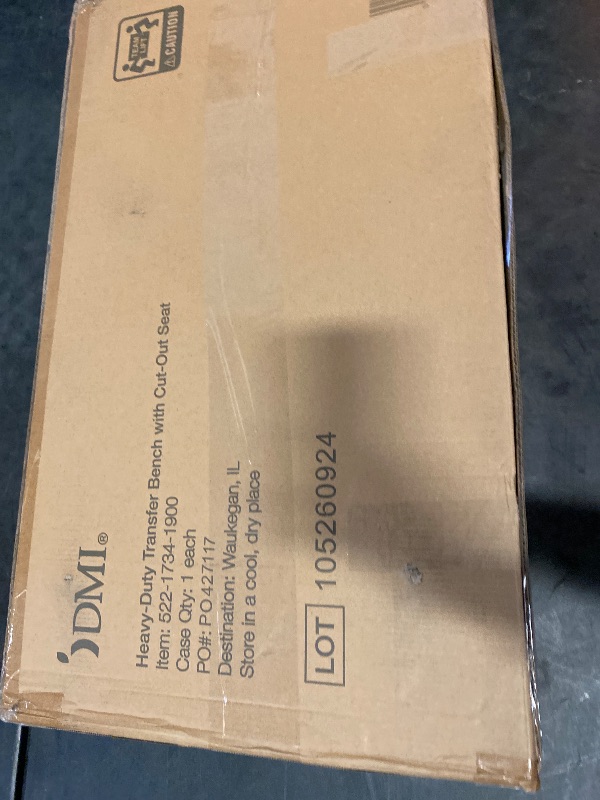 DMI®
Heavy-Duty Transfer Bench with Cut-Out Seat
Item: 522-1734-1900
Case Qty: 1 each
PO#: PO427117
Destination: Waukegan, IL
Store in a cool, dry place
LOT 105260924
TEAM
LIFT
CAUTION